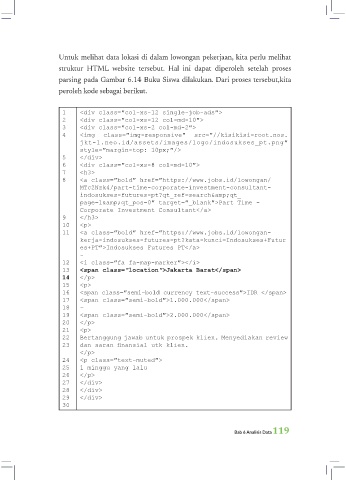 Untuk melihat data lokasi di dalam lowongan pekerjaan, kita perlu melihat
struktur HTML website tersebut. Hal ini dapat diperoleh setelah proses
parsing pada Gambar 6.14 Buku Siswa dilakukan. Dari proses tersebut,kita
peroleh kode sebagai berikut.
1 <div class="col-xs-12 single-job-ads">
2 <div class="col-xs-12 col-md-10">
3 <div class="col-xs-2 col-md-2">
4 <img class="img-responsive" src="//kisikisi-root.nos.
jkt-1.neo.id/assets/images/logo/indosukses_pt.png"
style="margin-top: 10px;"/>
5 </div>
6 <div class="col-xs-8 col-md-10">
7 <h3>
8 <a class="bold" href="https://www.jobs.id/lowongan/
MTc2Nzk4/part-time-corporate-investment-consultant-
indosukses-futures-pt?qt_ref=search&amp;qt_
page=1&amp;qt_pos=0" target="_blank">Part Time -
Corporate Investment Consultant</a>
9 </h3>
10 <p>
11 <a class="bold" href="https://www.jobs.id/lowongan-
kerja-indosukses-futures-pt?kata-kunci=Indosukses+Futur
es+PT">Indosukses Futures PT</a>
-
12 <i class="fa fa-map-marker"></i>
13 <span class="location">Jakarta Barat</span>
14 </p>
15 <p>
16 <span class="semi-bold currency text-success">IDR </span>
17 <span class="semi-bold">1.000.000</span>
18 -
19 <span class="semi-bold">2.000.000</span>
20 </p>
21 <p>
22 Bertanggung jawab untuk prospek klien. Menyediakan review
23 dan saran finansial utk klien.
</p>
24 <p class="text-muted">
25 1 minggu yang lalu
26 </p>
27 </div>
28 </div>
29 </div>
30
Bab 6 Analisis Data 119